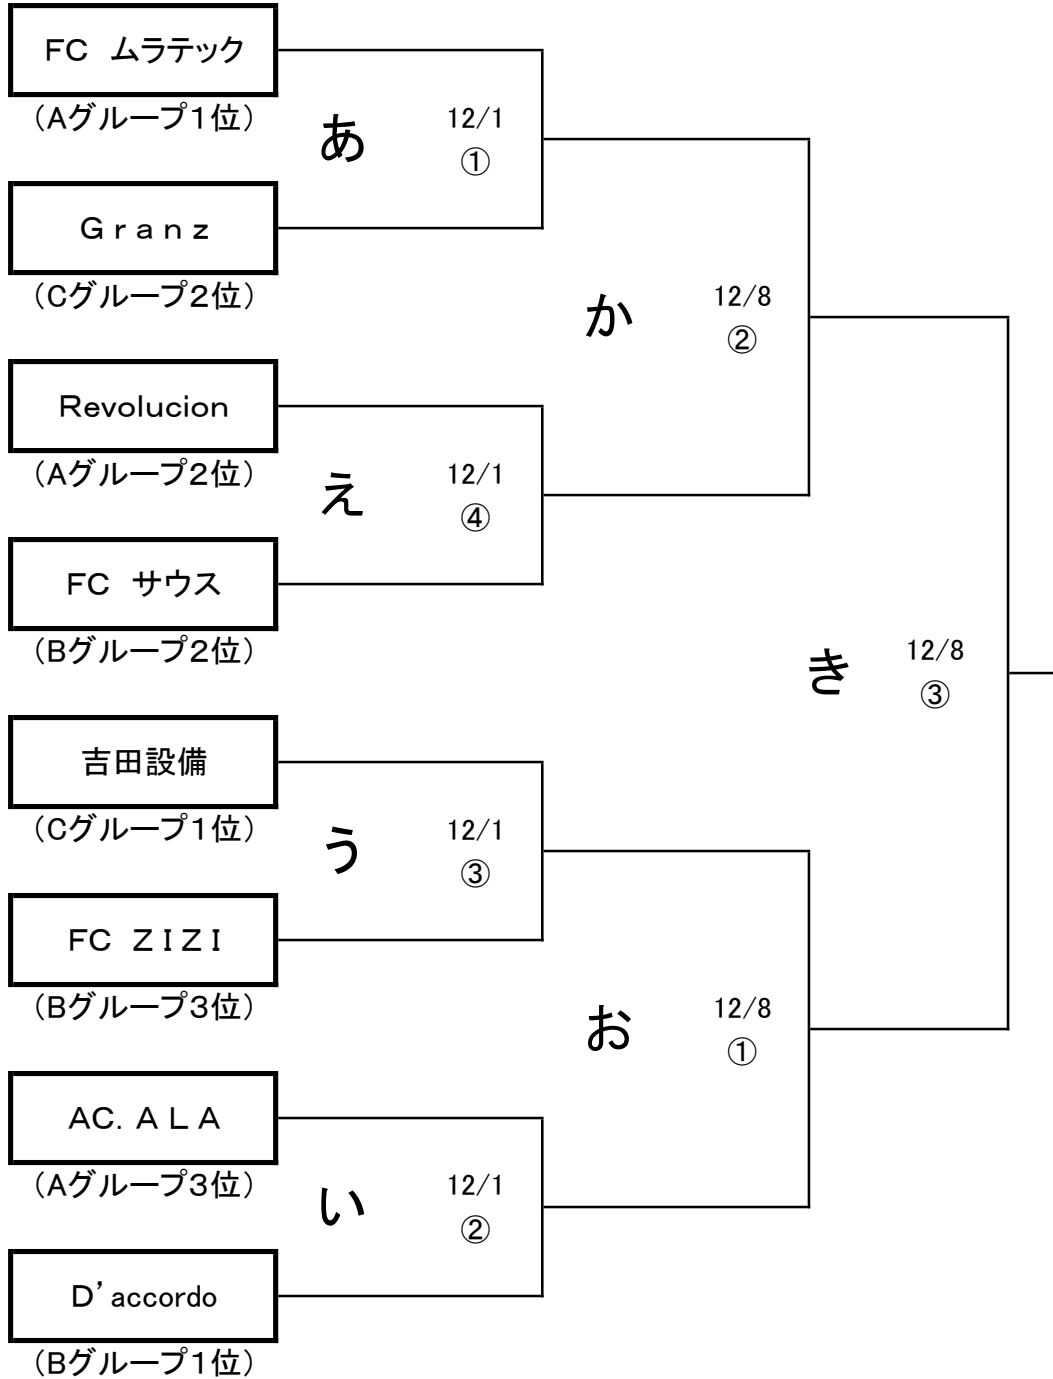 FC ムラテック
(Aグループ1位)
あ
12/1
①
Granz
(Cグループ2位)
か
12/8
②
Revolucion
(Aグループ2位)
え
12/1
④
FC サウス
(Bグループ2位)
き
12/8
③
吉田設備
(Cグループ1位)
う
12/1
③
FC ZIZI
(Bグループ3位)
お
12/8
①
AC.ALA
(Aグループ3位)
い
12/1
②
D’accordo
(Bグループ1位)